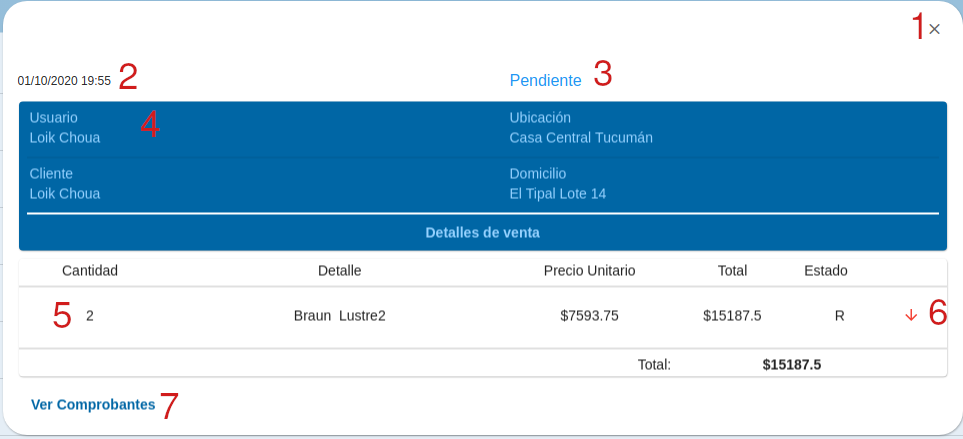 1 ×
01/10/2020 19:55 2 Pendiente 3
Usuario 4 Ubicación
Loik Choua Casa Central Tucumán
Cliente Domicilio
Loik Choua El Tipal Lote 14
Detalles de venta
Cantidad Detalle Precio Unitario Total Estado
5 2 Braun Lustre2 $7593.75 $15187.5 R 6
Total: $15187.5
Ver Comprobantes 7